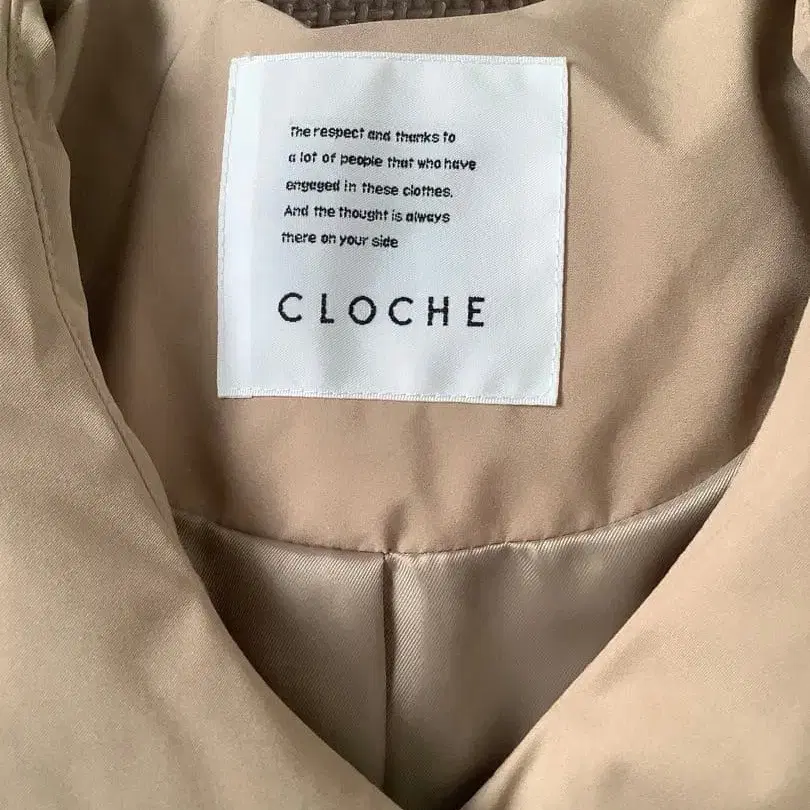 The respect and thanks to
a lot of people that who have
engaged in these clothes.
And the thought is always
there on your side
CLOCHE